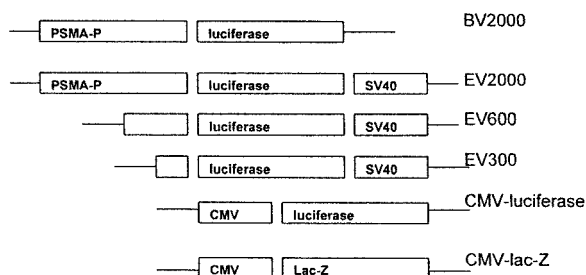 PSMA-P luciferase BV2000
PSMA-P luciferase SV40 EV2000
luciferase SV40 EV600
luciferase SV40 EV300
CMV luciferase CMV-luciferase
CMV Lac-Z CMV-lac-Z